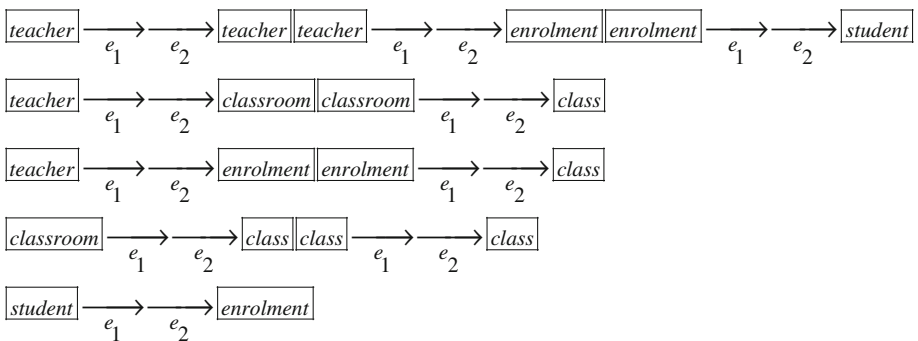 teacher e1 e2 teacher teacher e1 e2 enrolment enrolment e1 e2 student
teacher e1 e2 classroom classroom e1 e2 class
teacher e1 e2 enrolment enrolment e1 e2 class
classroom e1 e2 class class e1 e2 class
student e1 e2 enrolment